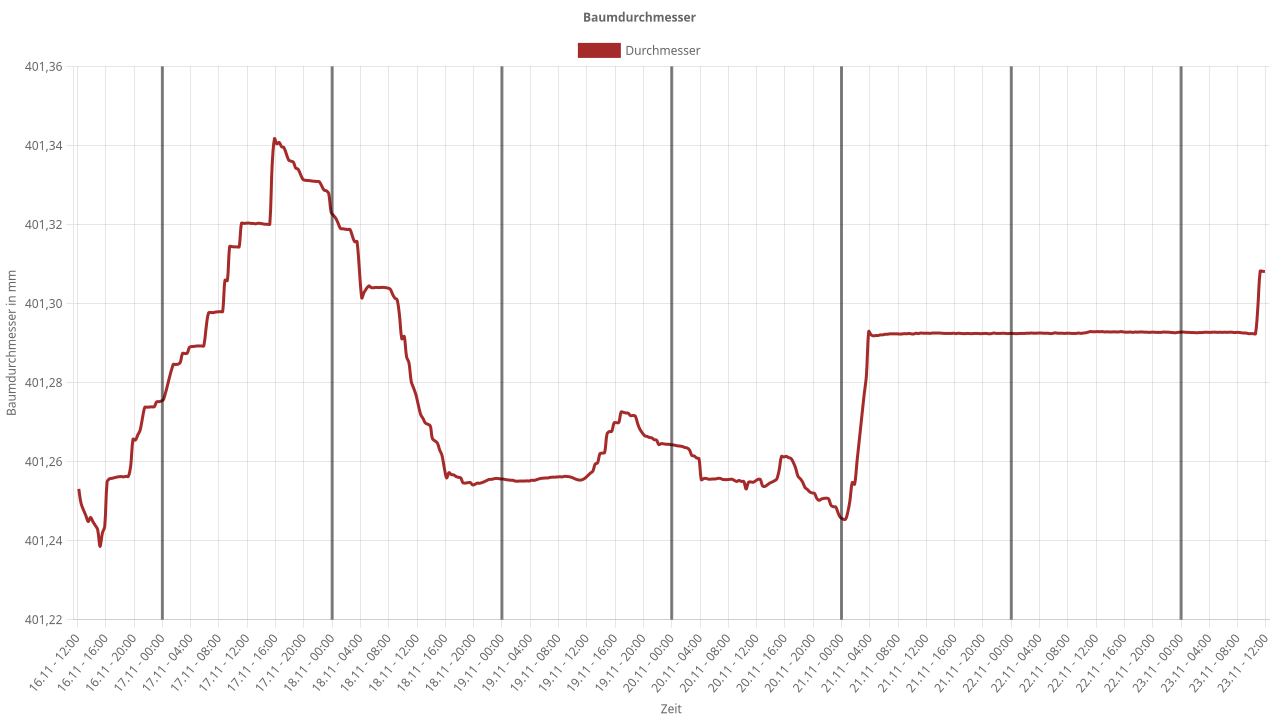 Baumdurchmesser
Durchmesser
401,36
401,34
401,32
401,30
401,28
401,26
401,24
401,22
Baumdurchmesser in mm
16.11 - 12:00
16.11 - 16:00
16.11 - 20:00
17.11 - 00:00
17.11 - 04:00
17.11 - 08:00
17.11 - 12:00
17.11 - 16:00
17.11 - 20:00
18.11 - 00:00
18.11 - 04:00
18.11 - 08:00
18.11 - 12:00
18.11 - 16:00
18.11 - 20:00
19.11 - 00:00
19.11 - 04:00
19.11 - 08:00
19.11 - 12:00
19.11 - 16:00
19.11 - 20:00
20.11 - 00:00
20.11 - 04:00
20.11 - 08:00
20.11 - 12:00
20.11 - 16:00
20.11 - 20:00
21.11 - 00:00
21.11 - 04:00
21.11 - 08:00
21.11 - 12:00
21.11 - 16:00
21.11 - 20:00
22.11 - 00:00
22.11 - 04:00
22.11 - 08:00
22.11 - 12:00
22.11 - 16:00
22.11 - 20:00
23.11 - 00:00
23.11 - 04:00
23.11 - 08:00
23.11 - 12:00
Zeit